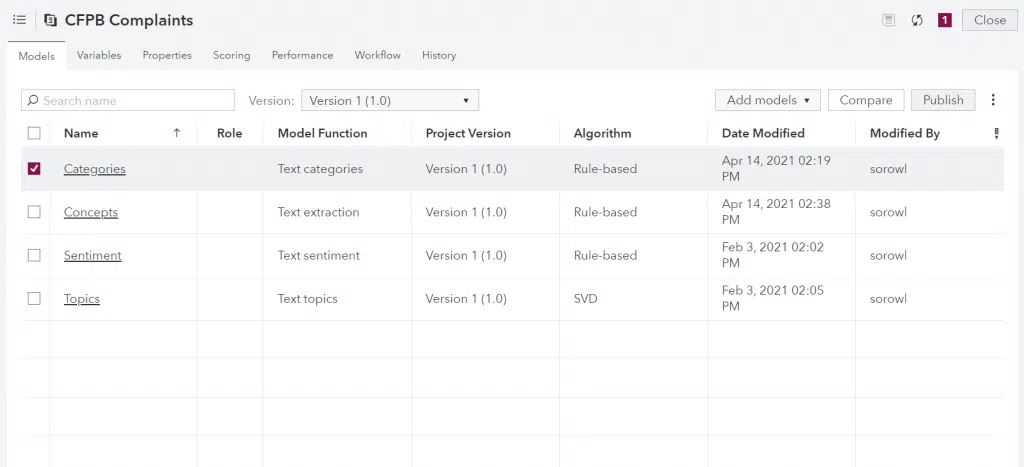 CFPB Complaints
1
Close
Models Variables Properties Scoring Performance Workflow History
Search name Version: Version 1 (1.0) Add models Compare Publish
Name Role Model Function Project Version Algorithm Date Modified Modified By
Categories Text categories Version 1 (1.0) Rule-based Apr 14, 2021 02:19 sorowl
PM
Concepts Text extraction Version 1 (1.0) Rule-based Apr 14, 2021 02:38 sorowl
PM
Sentiment Text sentiment Version 1 (1.0) Rule-based Feb 3, 2021 02:02 sorowl
PM
Topics Text topics Version 1 (1.0) SVD Feb 3, 2021 02:05 sorowl
PM